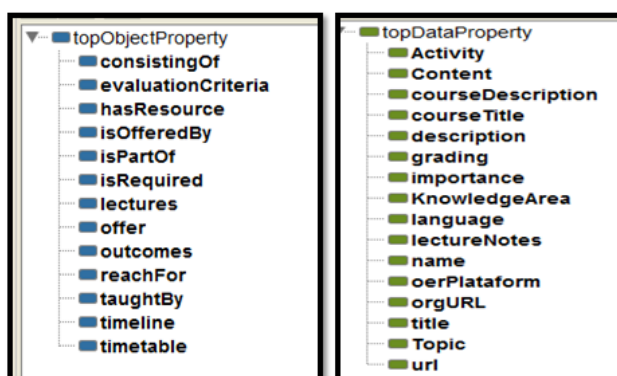 topObjectProperty
consistingOf
evaluationCriteria
hasResource
isOfferedBy
isPartOf
isRequired
lectures
offer
outcomes
reachFor
taughtBy
timeline
timetable
topDataProperty
Activity
Content
courseDescription
courseTitle
description
grading
importance
KnowledgeArea
language
lectureNotes
name
oerPlataform
orgURL
title
Topic
url